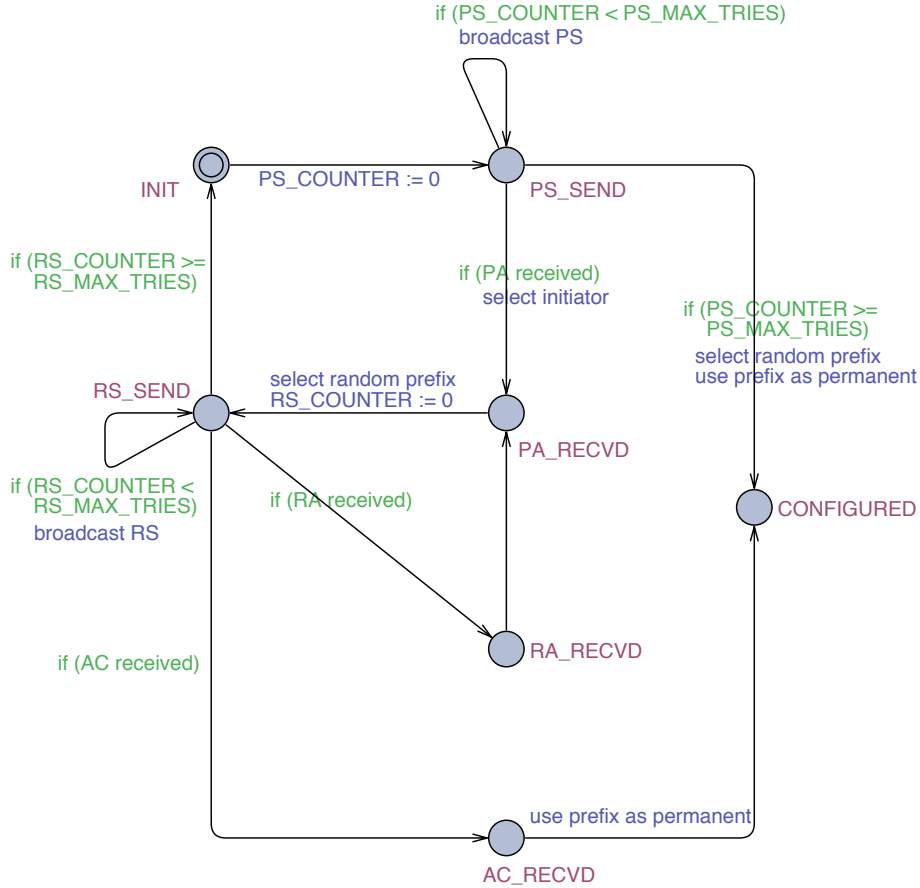 if (PS_COUNTER < PS_MAX_TRIES)
broadcast PS
PS_COUNTER := 0
INIT
PS_SEND
if (RS_COUNTER >=
RS_MAX_TRIES)
if (PA received)
select initiator
if (PS_COUNTER >=
PS_MAX_TRIES)
select random prefix
use prefix as permanent
RS_SEND
select random prefix
RS_COUNTER := 0
PA_RECVD
if (RS_COUNTER <
RS_MAX_TRIES)
broadcast RS
if (RA received)
CONFIGURED
RA_RECVD
if (AC received)
use prefix as permanent
AC_RECVD